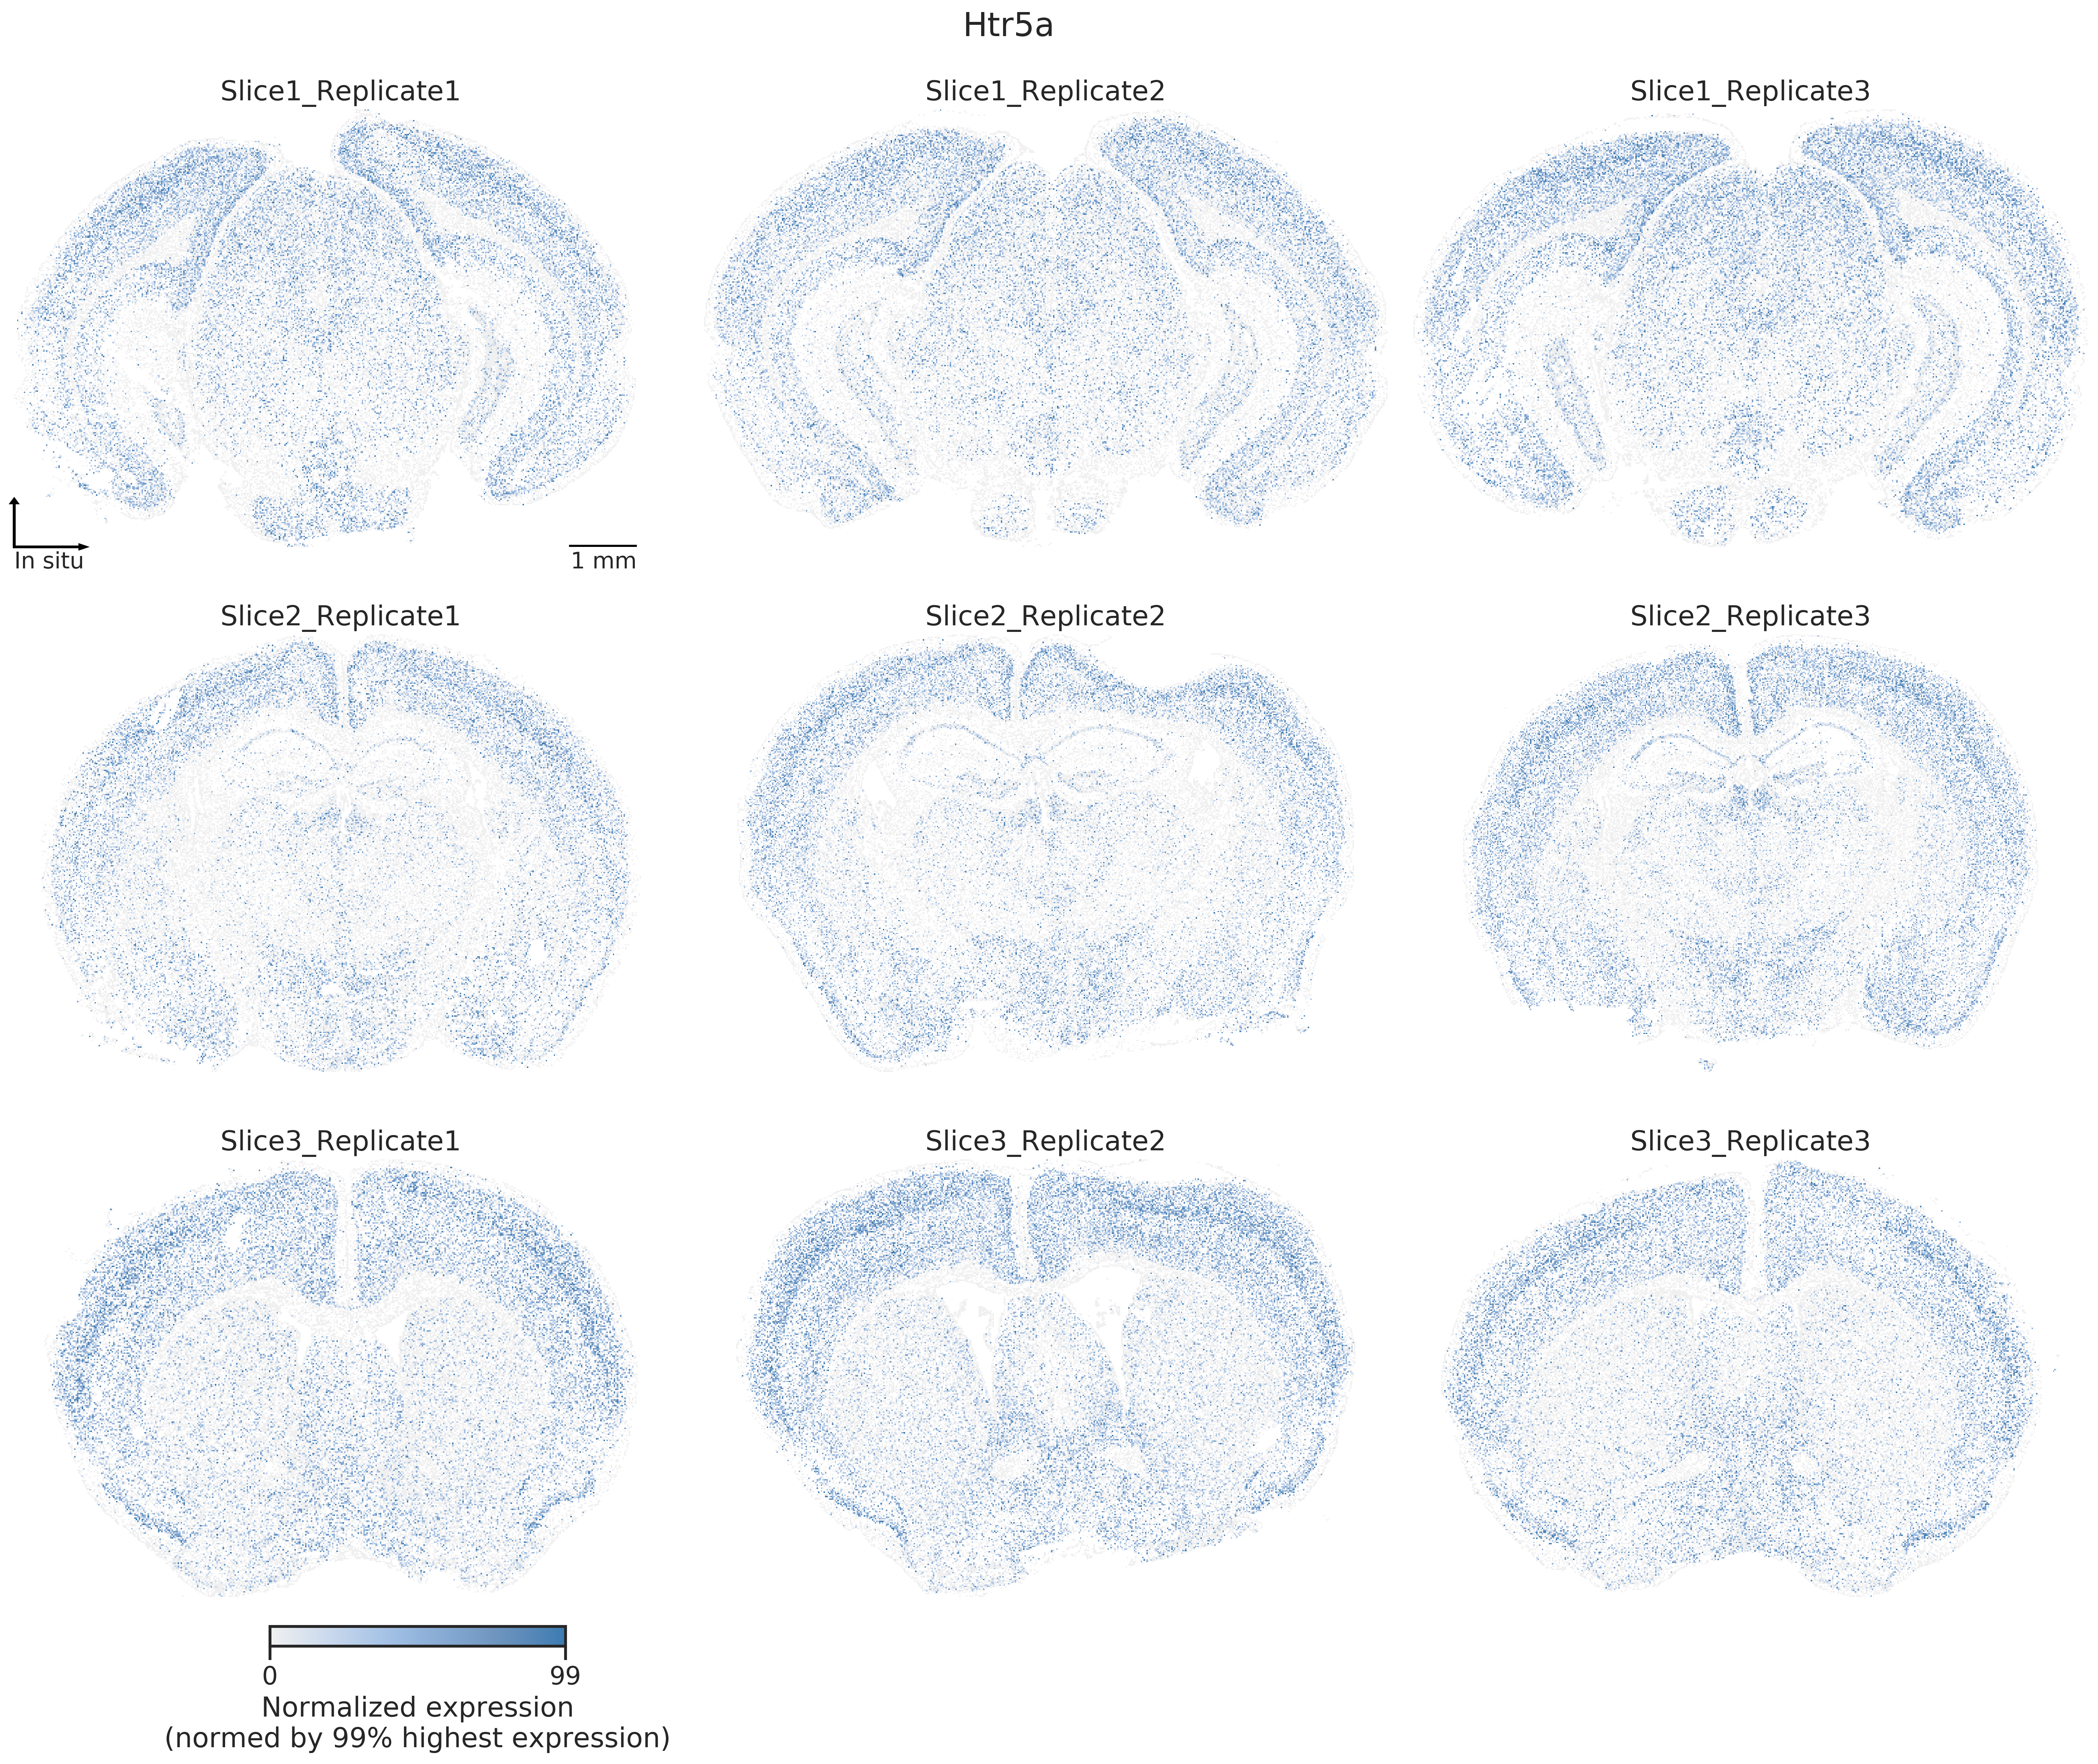 Htr5a
Slice1_Replicate1
Slice1_Replicate2
Slice1_Replicate3
In situ
1 mm
Slice2_Replicate1
Slice2_Replicate2
Slice2_Replicate3
Slice3_Replicate1
Slice3_Replicate2
Slice3_Replicate3
0
99
Normalized expression
(normed by 99% highest expression)